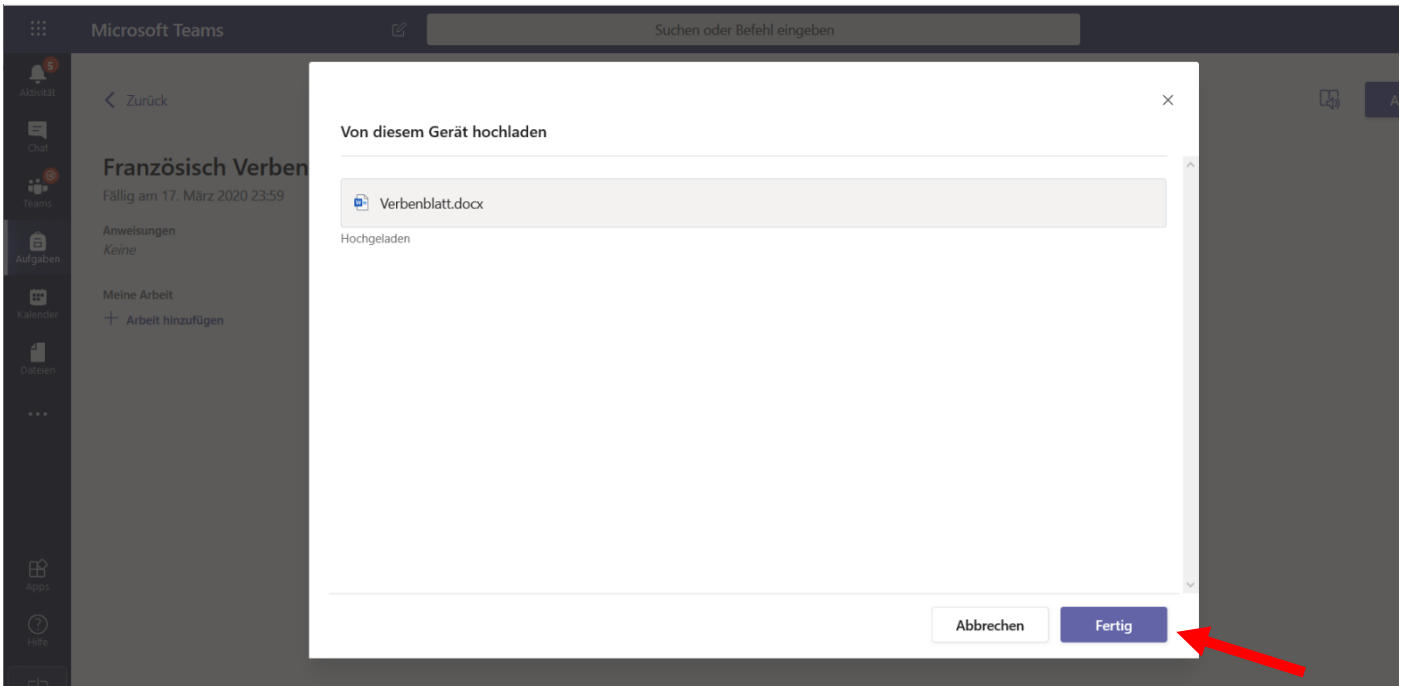 Microsoft Teams
Suchen oder Befehl eingeben
5
Aktivität
Chat
Teams
Aufgaben
Kalender
Dateien
Apps
Hilfe
Zurück
A
Französisch Verben
Fällig am 17. März 2020 23:59
Anweisungen
Keine
Meine Arbeit
Arbeit hinzufügen
Von diesem Gerät hochladen
Verbenblatt.docx
Hochgeladen
Abbrechen
Fertig